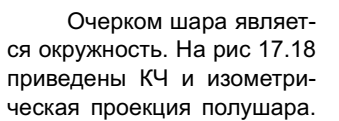 Очерком шара являет-
ся окружность. На рис 17.18
приведены КЧ и изометри-
ческая проекция полушара.